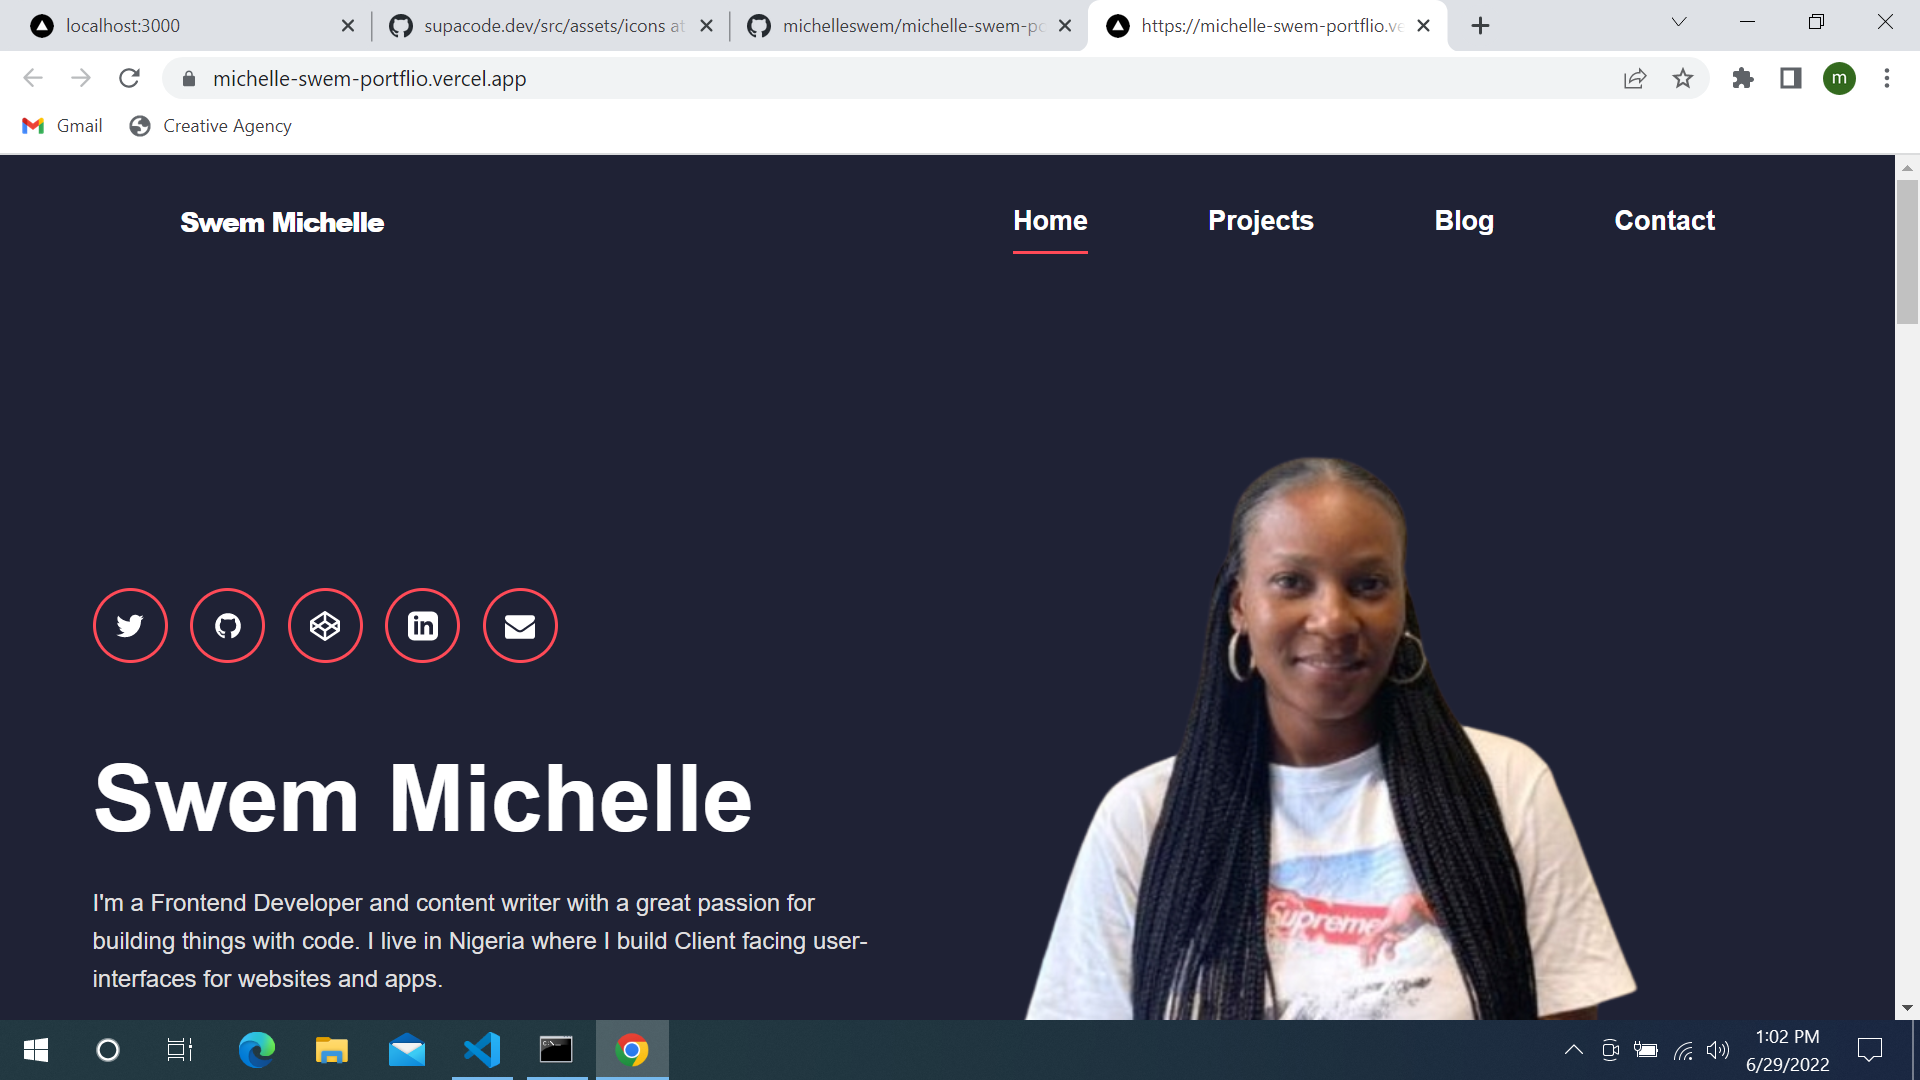 localhost:3000
supacode.dev/src/assets/icons at
michelleswem/michelle-swem-po
https://michelle-swem-portflio.ve
michelle-swem-portflio.vercel.app
m
Gmail
Creative Agency
Swem Michelle
Home
Projects
Blog
Contact
in
Swem Michelle
I'm a Frontend Developer and content writer with a great passion for
building things with code. I live in Nigeria where I build Client facing user-
interfaces for websites and apps.
Supreme
1:02 PM
6/29/2022